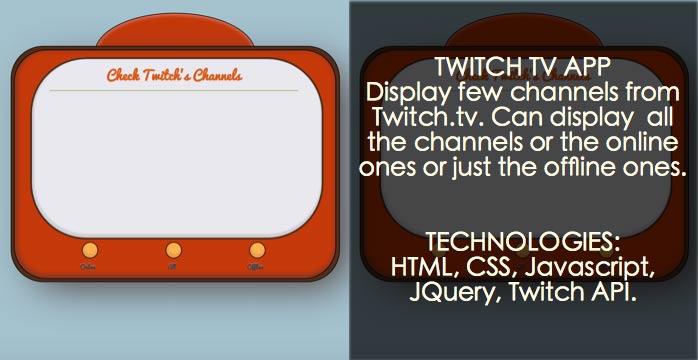 Check Twitch's Channels
Online
All
Offline
TWITCH TV APP
Display few channels from
Twitch.tv. Can display all
the channels or the online
ones or just the offline ones.
TECHNOLOGIES:
HTML, CSS, Javascript,
JQuery, Twitch API.